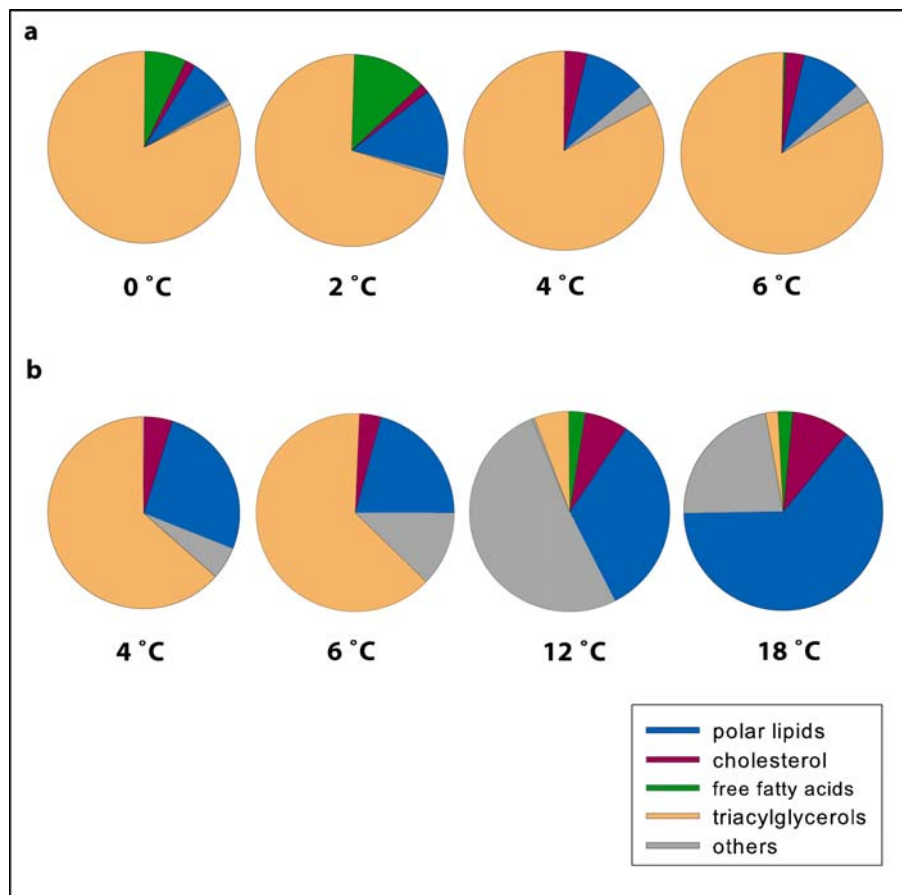 a
0 °C 2 °C 4 °C 6 °C
b
4 °C 6 °C 12 °C 18 °C
polar lipids
cholesterol
free fatty acids
triacylglycerols
others